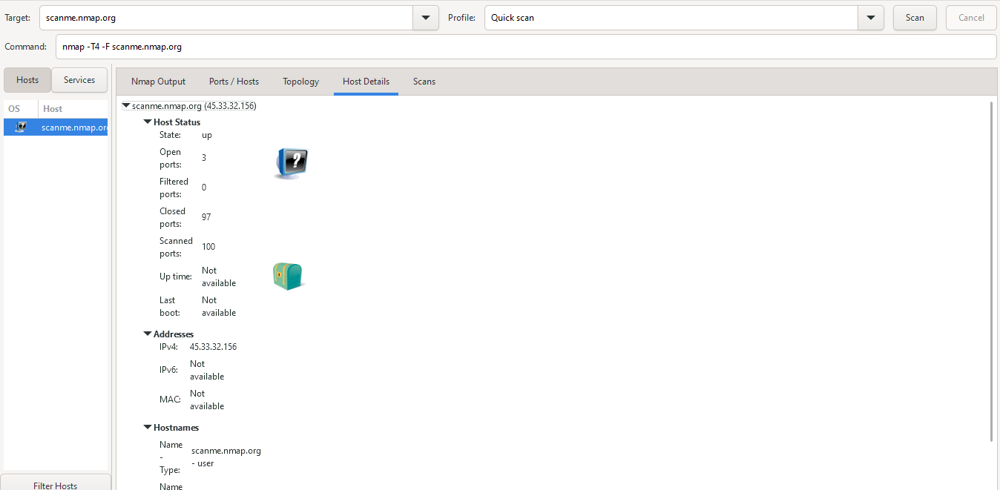 Target: scanme.nmap.org Profile: Quick scan Scan Cancel
Command: nmap -T4 -F scanme.nmap.org
Hosts Services
Nmap Output Ports / Hosts Topology Host Details Scans
OS Host
scanme.nmap.or
scanme.nmap.org (45.33.32.156)
Host Status
State: up
Open
ports: 3
?
Filtered
ports: 0
Closed
ports: 97
Scanned
ports: 100
Up time: Not
available
Last
boot: Not
available
Addresses
IPv4: 45.33.32.156
IPv6: Not
available
MAC: Not
available
Hostnames
Name
-
Type: scanme.nmap.org
- user
Name
Filter Hosts